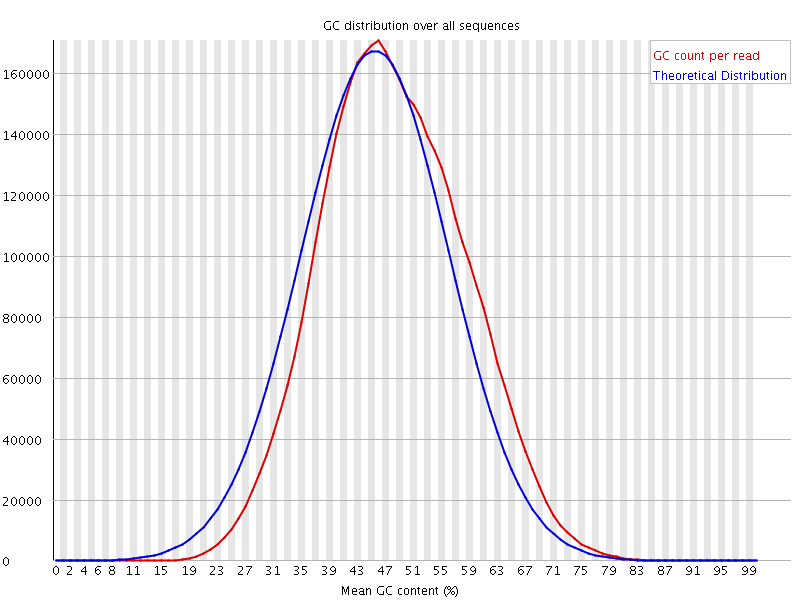 GC distribution over all sequences
GC count per read
Theoretical Distribution
160000
140000
120000
100000
80000
60000
40000
20000
0
0 2 4 6 8 11 15 19 23 27 31 35 39 43 47 51 55 59 63 67 71 75 79 83 87 91 95 99
Mean GC content (%)